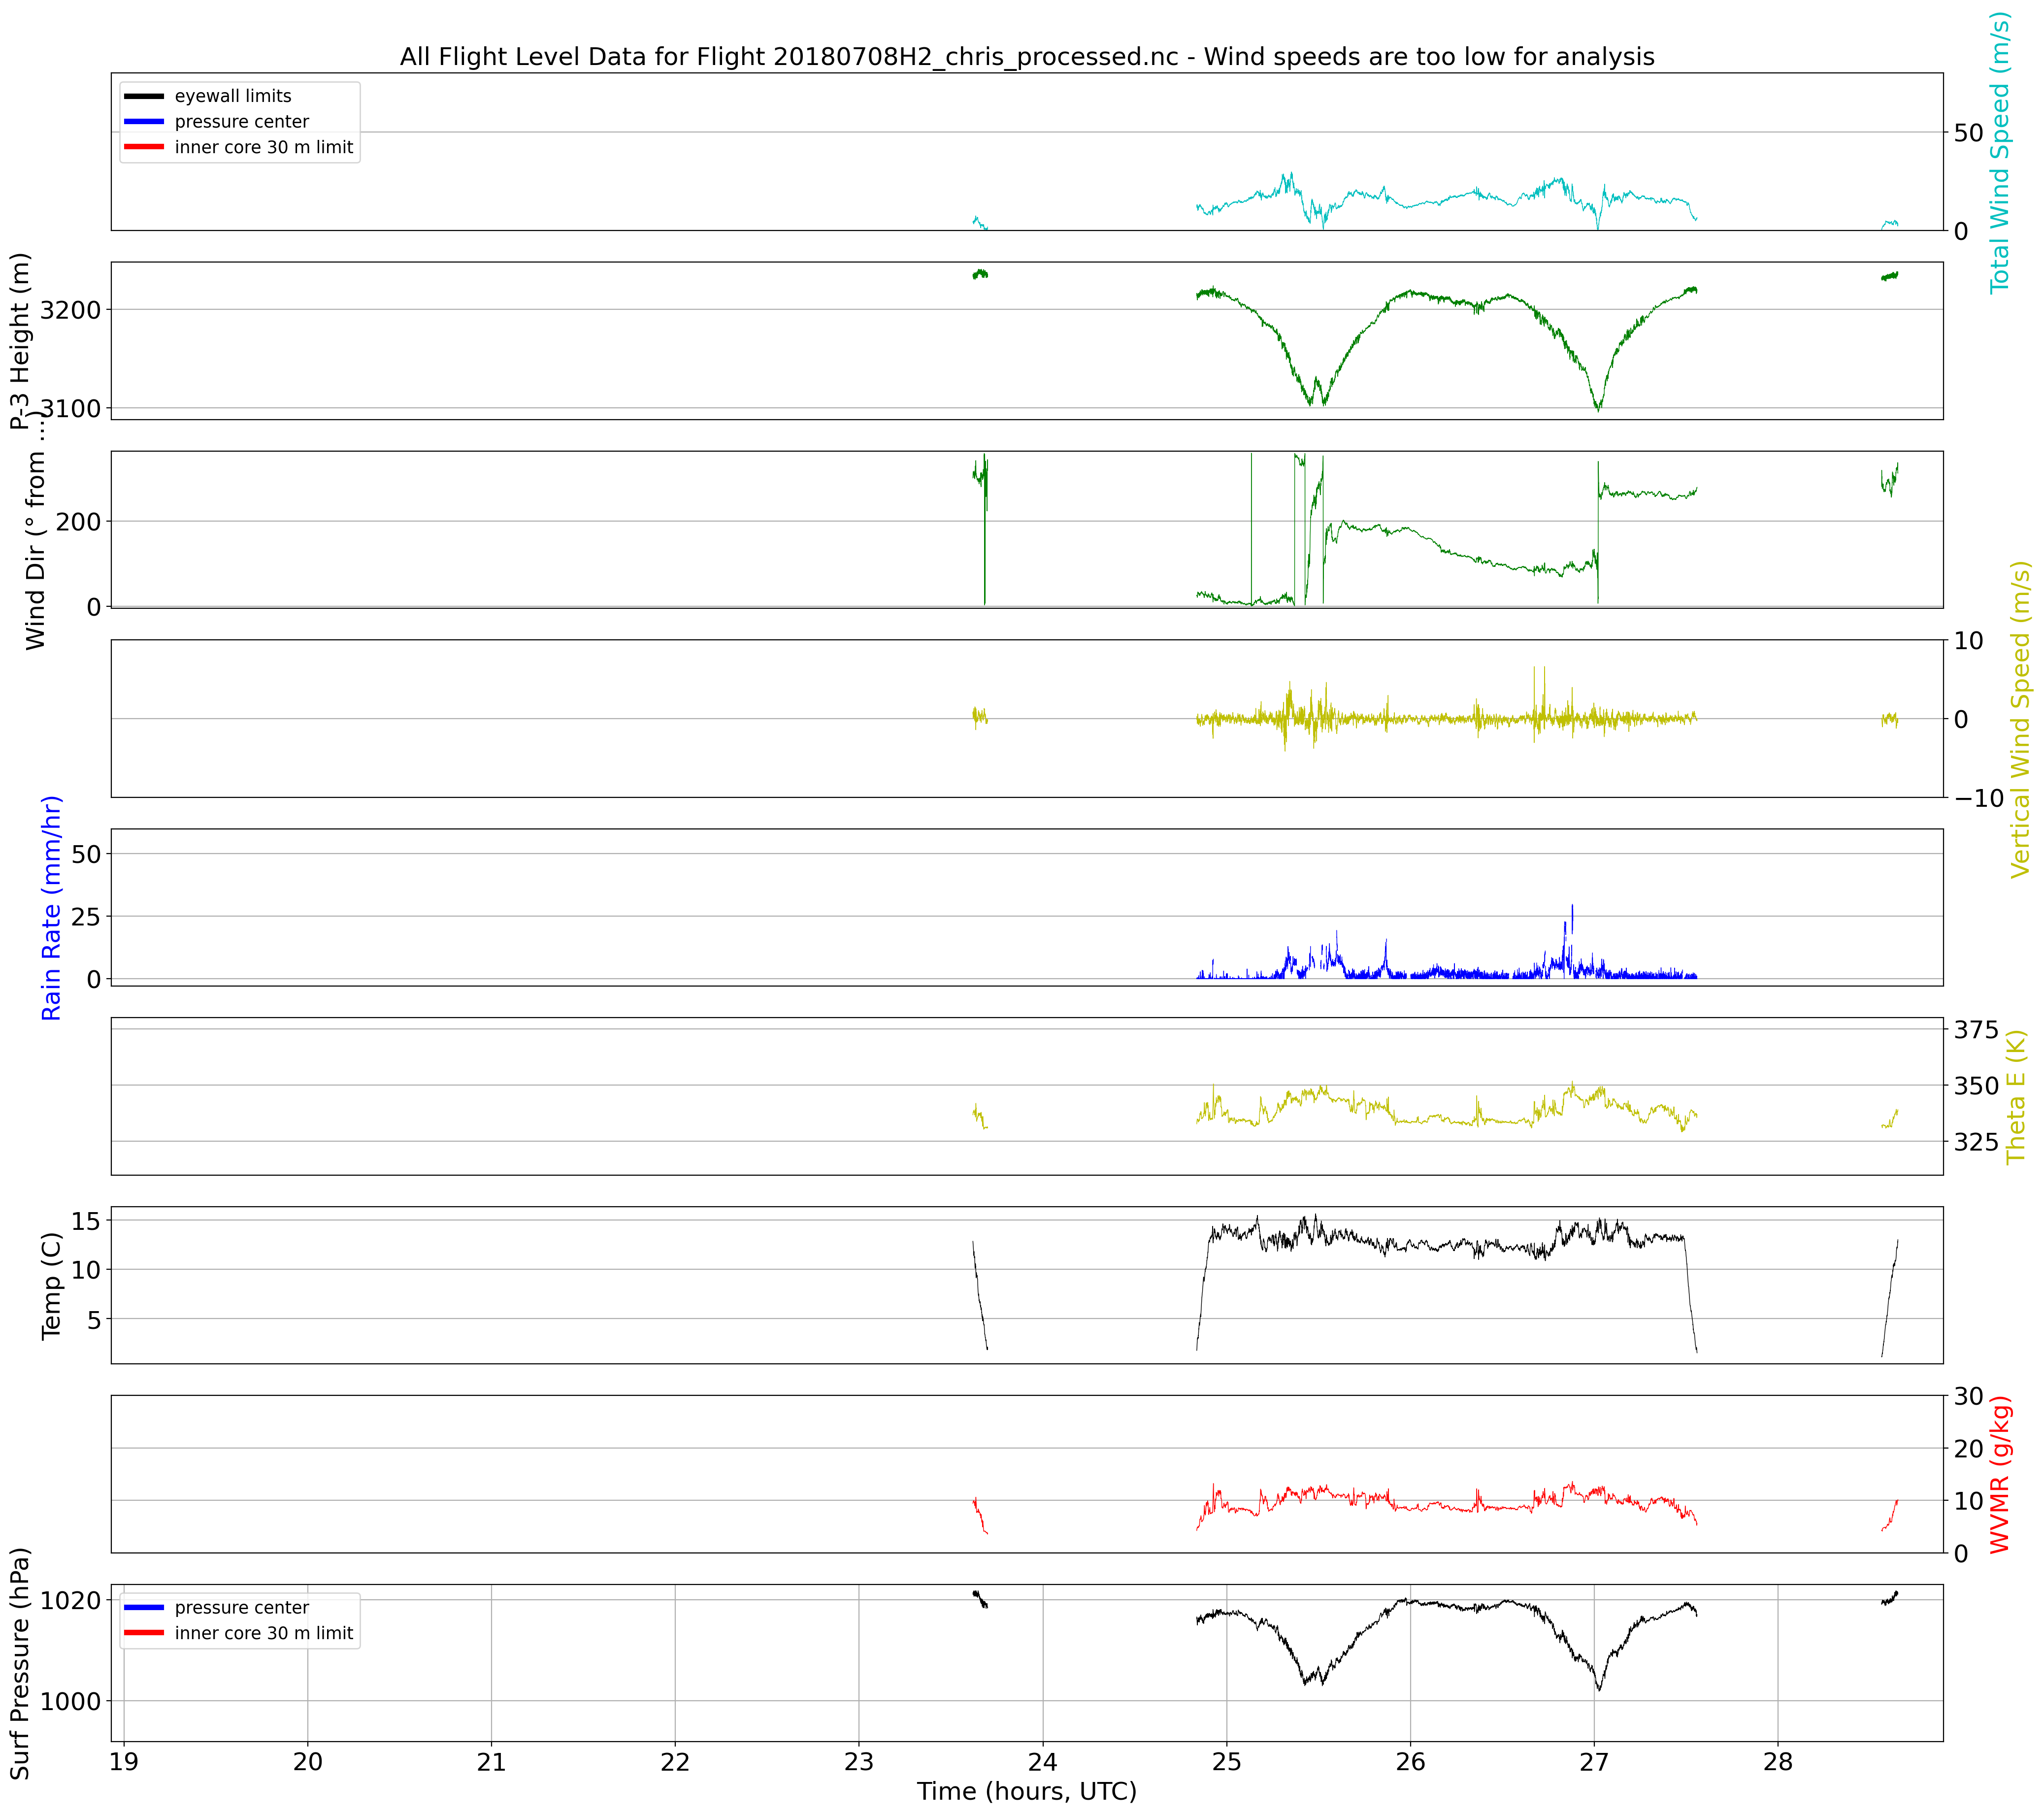 All Flight Level Data for Flight 20180708H2_chris_processed.nc - Wind speeds are too low for analysis
eyewall limits
pressure center
inner core 30 m limit
50
0
Total Wind Speed (m/s)
P-3 Height (m)
3200
3100
Wind Dir (° from ...)
200
0
10
0
−10
Vertical Wind Speed (m/s)
Rain Rate (mm/hr)
50
25
0
375
350
325
Theta E (K)
Temp (C)
15
10
5
30
20
10
0
WVMR (g/kg)
Surf Pressure (hPa)
1020
1000
pressure center
inner core 30 m limit
19 20 21 22 23 24 25 26 27 28
Time (hours, UTC)